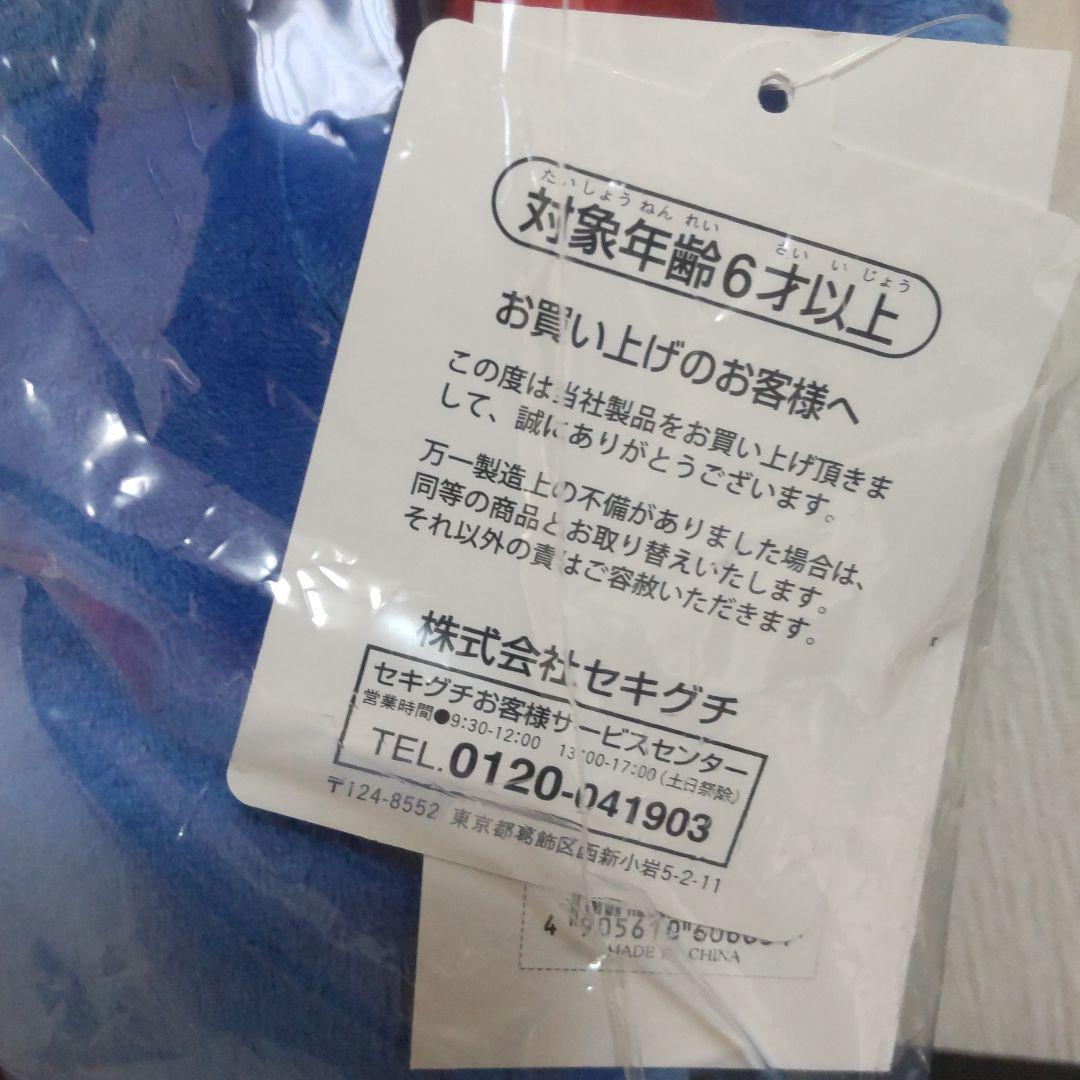 たいしょうねんれい さいいじょう
対象年齢6才以上
お買い上げのお客様へ
この度は当社製品をお買い上げ頂きま
して、誠にありがとうございます。
万一製造上の不備がありました場合は、
同等の商品とお取り替えいたします。
それ以外の責はご容赦いただきます。
株式会社セキグチ
セキグチお客様サービスセンター
営業時間●9:30-12:00 13:00-17:00(土日祭除)
TEL.0120-041903
〒124-8552 東京都葛飾区西新小岩5-2-11
4 905610
MADE IN CHINA